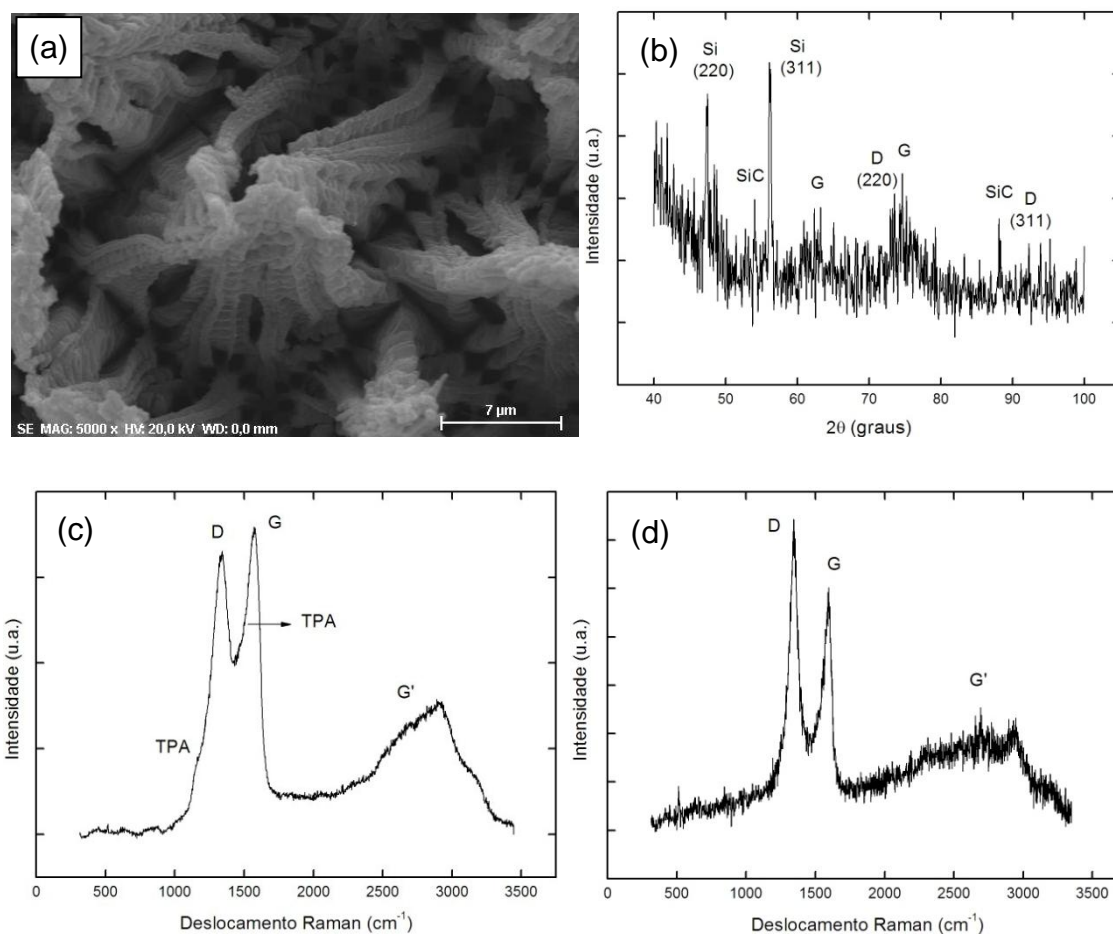 (a)
7 µm
SE MAG: 5000 x HV: 20,0 kV WD: 0,0 mm
(b)
Si
(220)
Si
(311)
SiC
G
D
(220)
G
SiC
D
(311)
Intensidade (u.a.)
40 50 60 70 80 90 100
2θ (graus)
(c)
D
G
TPA
TPA
G'
Intensidade (u.a.)
0 500 1000 1500 2000 2500 3000 3500
Deslocamento Raman (cm⁻¹)
(d)
D
G
G'
Intensidade (u.a.)
0 500 1000 1500 2000 2500 3000 3500
Deslocamento Raman (cm⁻¹)